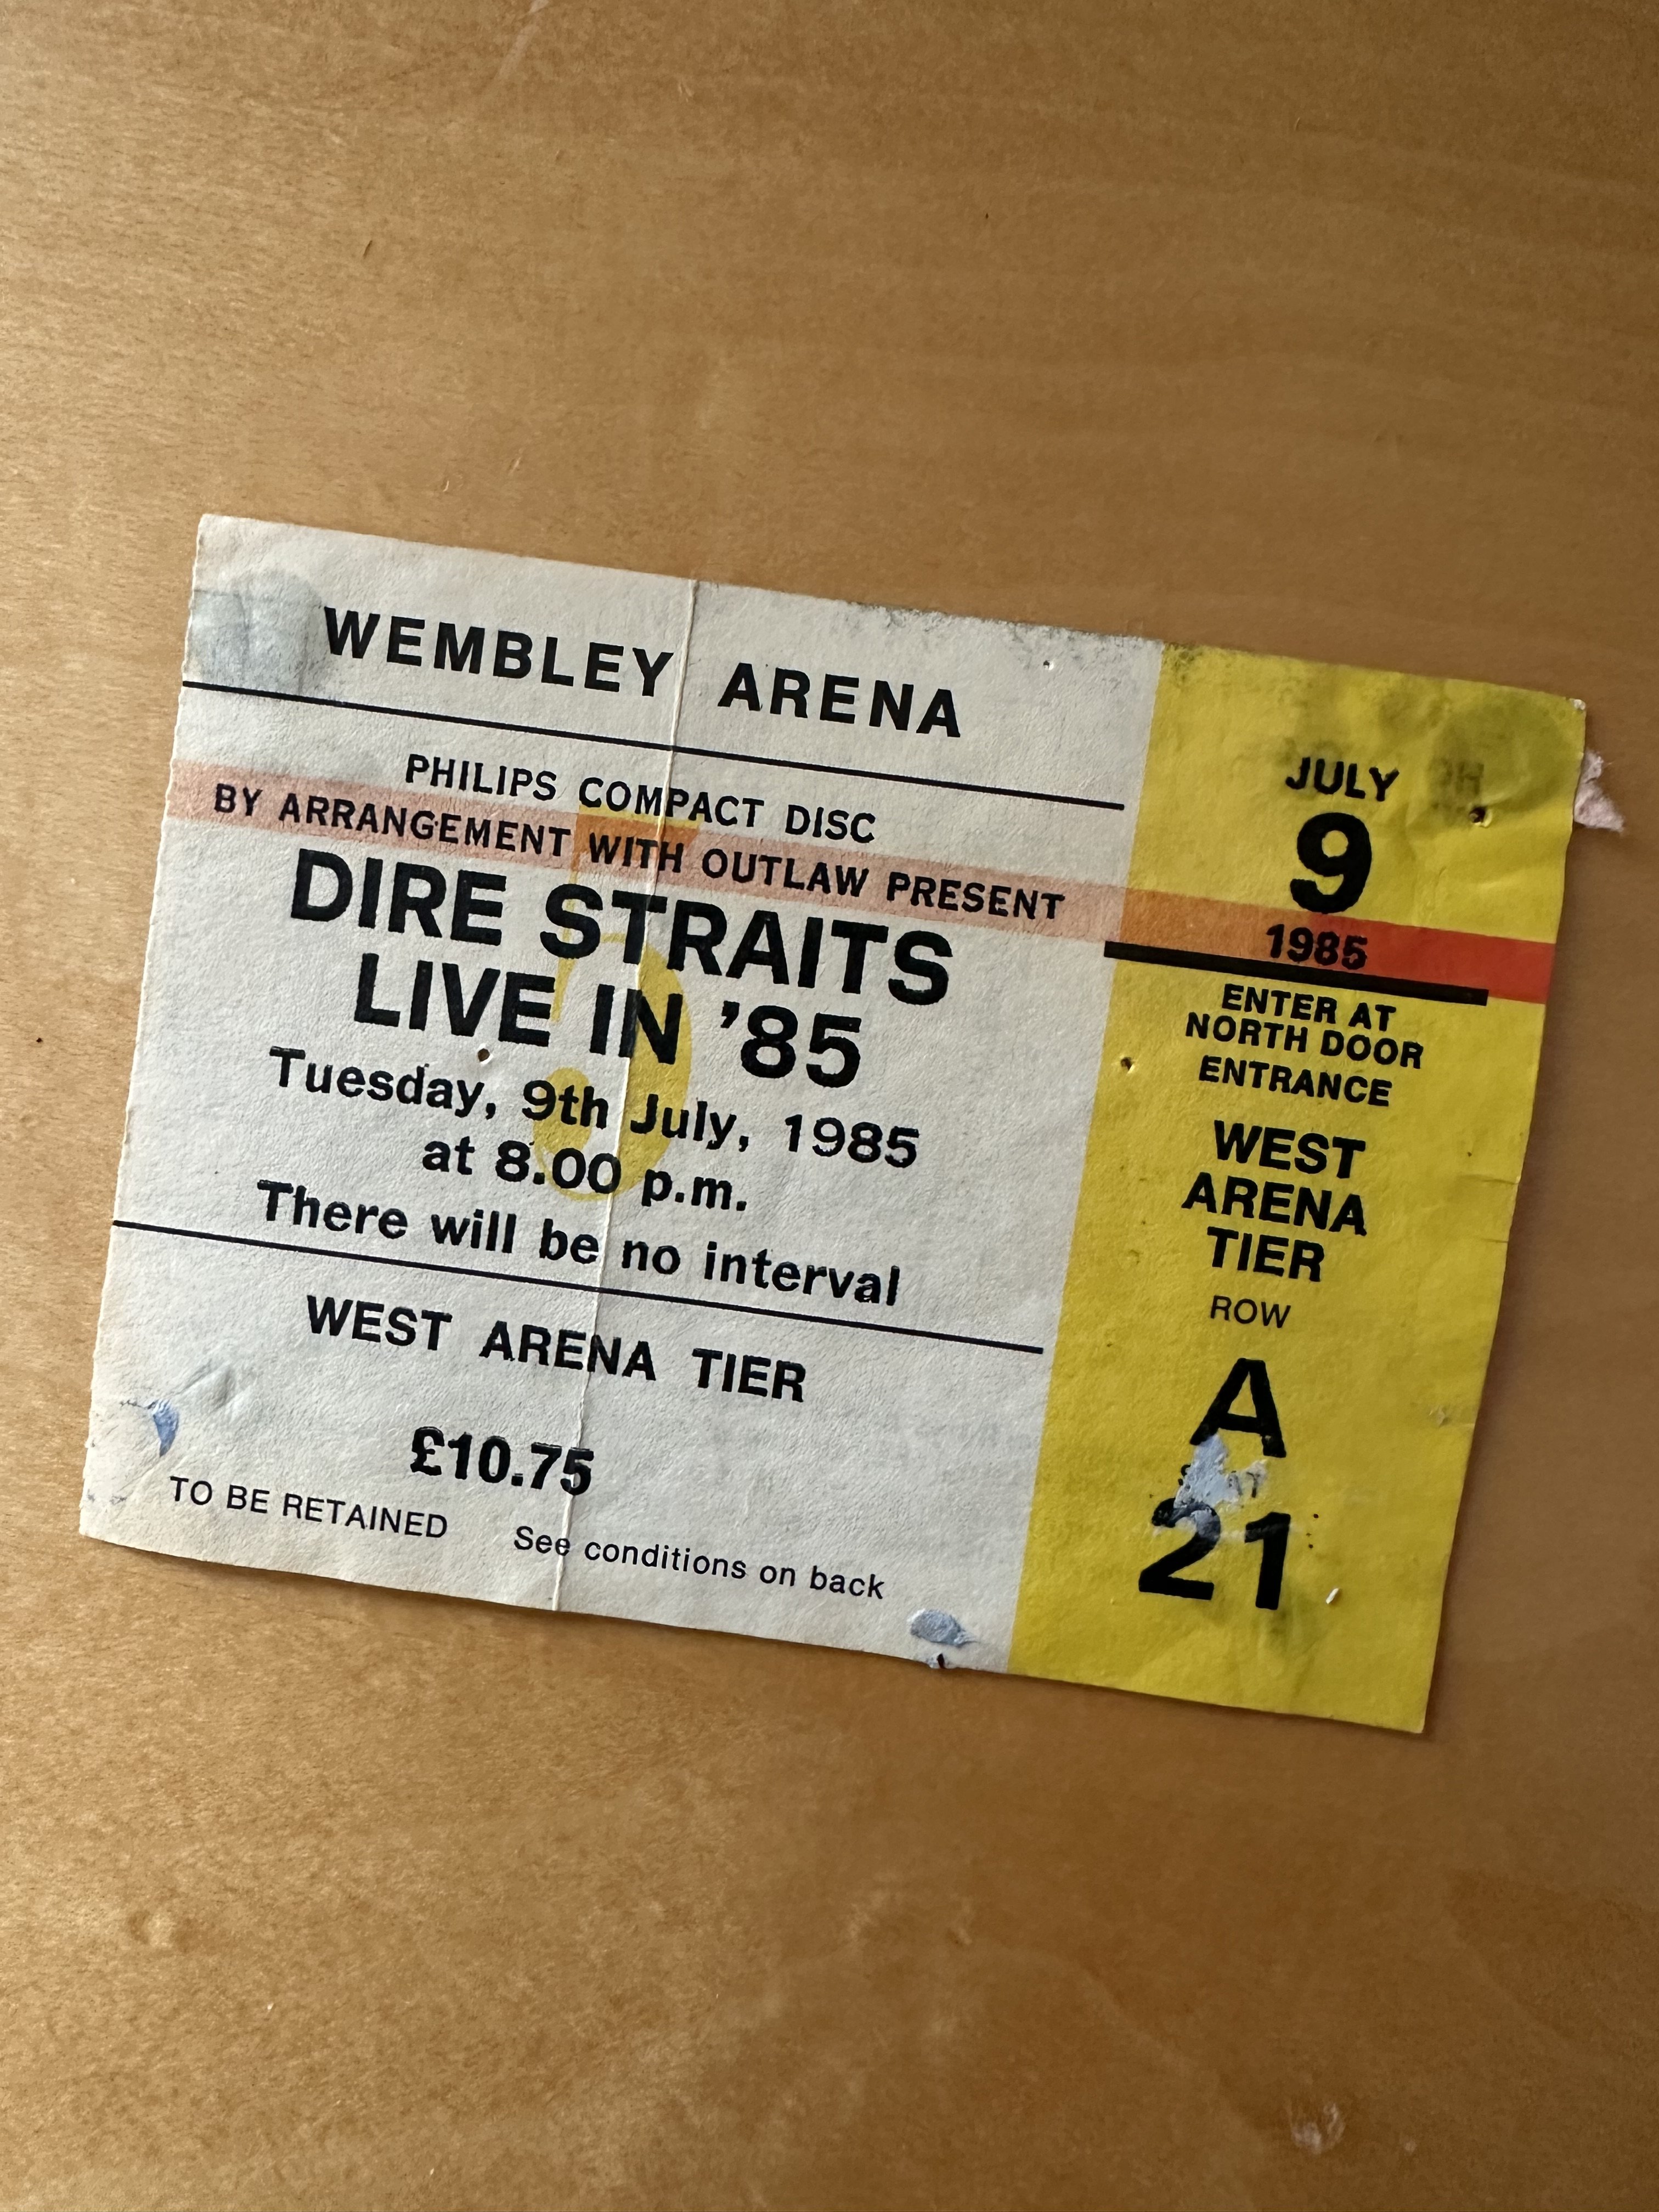 WEMBLEY ARENA
PHILIPS COMPACT DISC
BY ARRANGEMENT WITH OUTLAW PRESENT
DIRE STRAITS
LIVE IN '85
Tuesday, 9th July, 1985
at 8.00 p.m.
There will be no interval
WEST ARENA TIER
£10.75
TO BE RETAINED See conditions on back
JULY
9
1985
ENTER AT
NORTH DOOR
ENTRANCE
WEST
ARENA
TIER
ROW
A
21